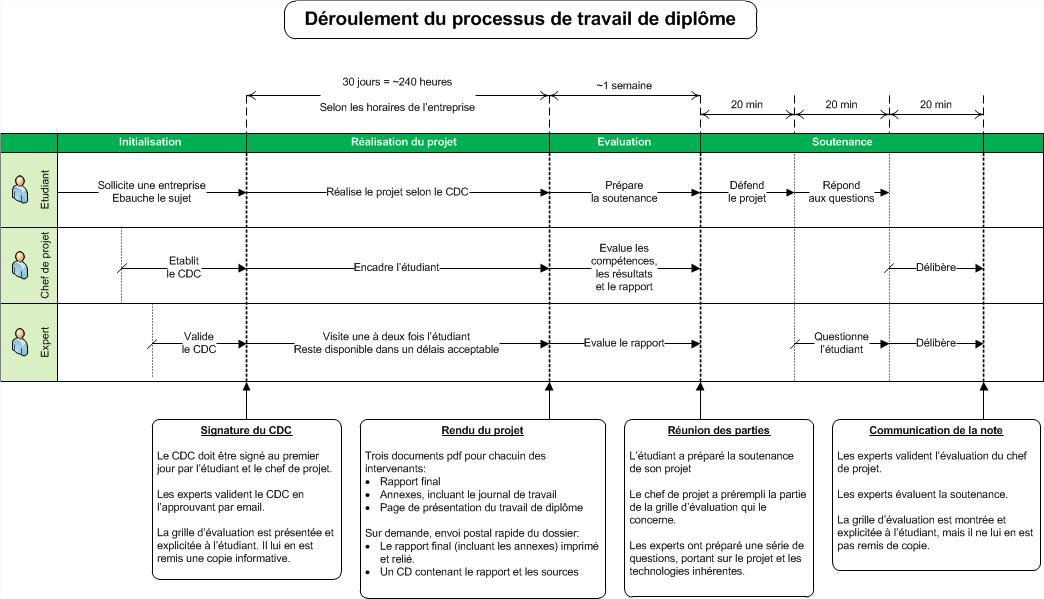 Déroulement du processus de travail de diplôme
30 jours = ~240 heures
Selon les horaires de l'entreprise
~1 semaine
20 min
20 min
20 min
Initialisation
Réalisation du projet
Evaluation
Soutenance
Etudiant
Sollicite une entreprise
Ebauche le sujet
Réalise le projet selon le CDC
Prépare
la soutenance
Défend
le projet
Répond
aux questions
Chef de projet
Etablit
le CDC
Encadre l'étudiant
Evalue les
compétences,
les résultats
et le rapport
Délibère
Expert
Valide
le CDC
Visite une à deux fois l'étudiant
Reste disponible dans un délais acceptable
Evalue le rapport
Questionne
l'étudiant
Délibère
Signature du CDC
Le CDC doit être signé au premier
jour par l'étudiant et le chef de projet.
Les experts valident le CDC en
l'approuvant par email.
La grille d'évaluation est présentée et
explicitée à l'étudiant. Il lui en est
remis une copie informative.
Rendu du projet
Trois documents pdf pour chacuin des
intervenants:
• Rapport final
• Annexes, incluant le journal de travail
• Page de présentation du travail de diplôme
Sur demande, envoi postal rapide du dossier:
• Le rapport final (incluant les annexes) imprimé
et relié.
• Un CD contenant le rapport et les sources
Réunion des parties
L'étudiant a préparé la soutenance
de son projet
Le chef de projet a prérempli la partie
de la grille d'évaluation qui le
concerne.
Les experts ont préparé une série de
questions, portant sur le projet et les
technologies inhérentes.
Communication de la note
Les experts valident l'évaluation du chef
de projet.
Les experts évaluent la soutenance.
La grille d'évaluation est montrée et
explicitée à l'étudiant, mais il ne lui en est
pas remis de copie.